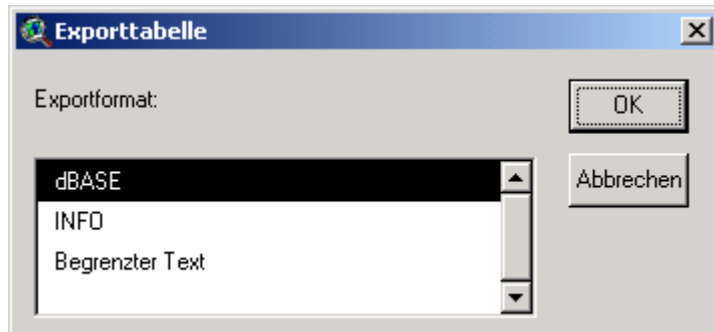 Exporttabelle
Exportformat:
OK
dBASE
Abbrechen
INFO
Begrenzter Text